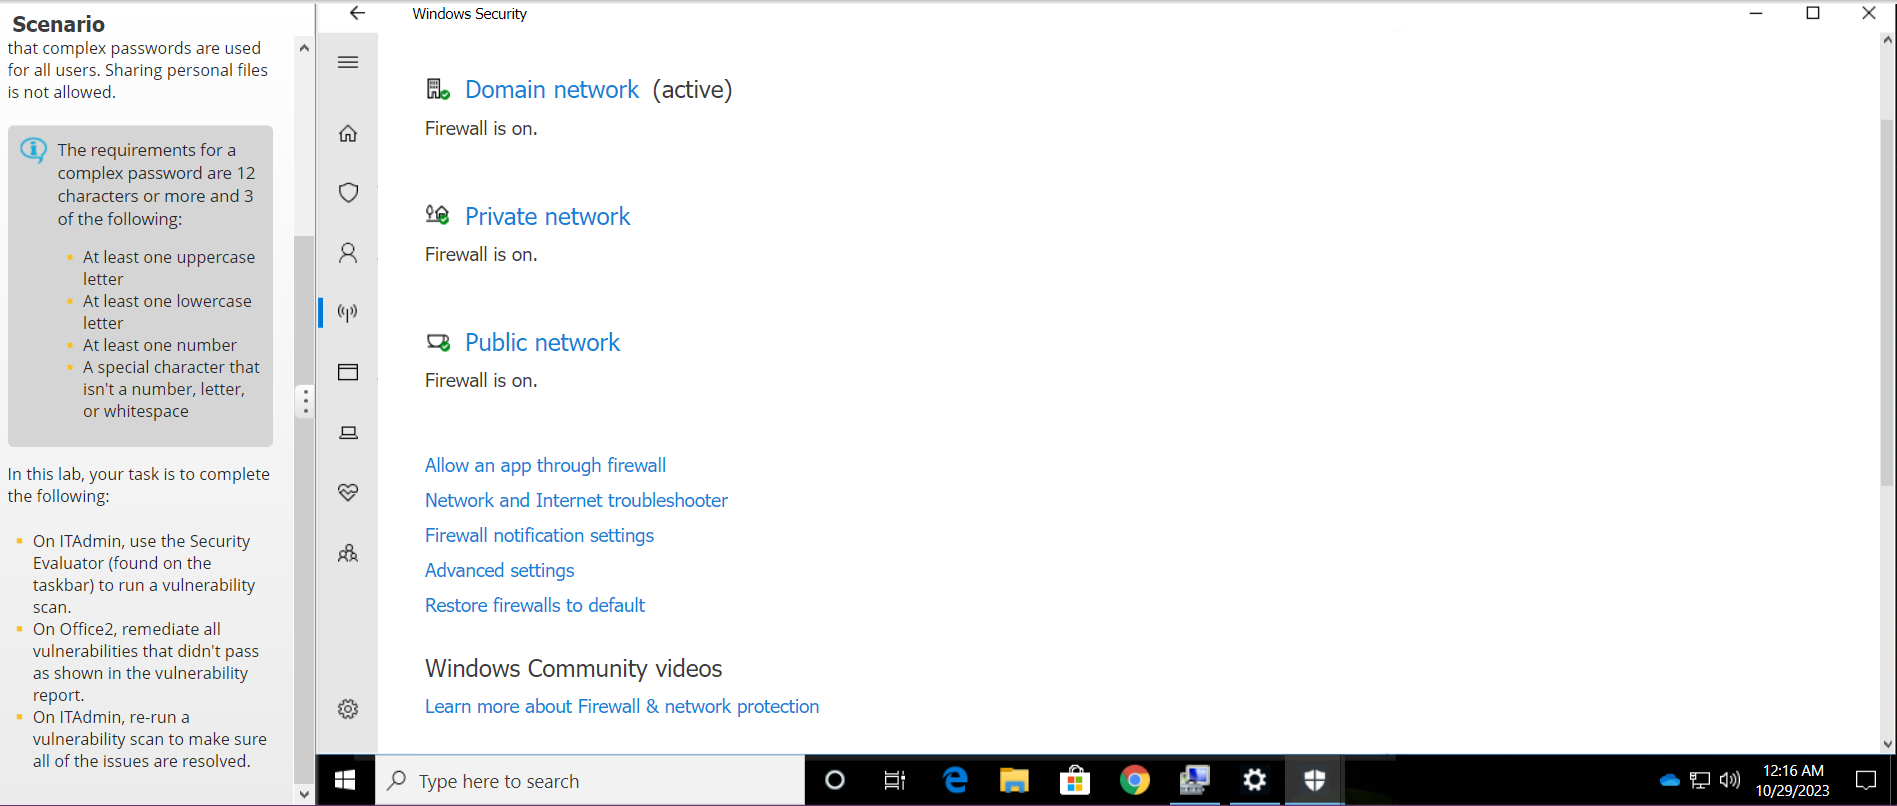 Scenario
that complex passwords are used
for all users. Sharing personal files
is not allowed.
The requirements for a
complex password are 12
characters or more and 3
of the following:
At least one uppercase
letter
At least one lowercase
letter
At least one number
A special character that
isn't a number, letter,
or whitespace
In this lab, your task is to complete
the following:
On ITAdmin, use the Security
Evaluator (found on the
taskbar) to run a vulnerability
scan.
On Office2, remediate all
vulnerabilities that didn't pass
as shown in the vulnerability
report.
On ITAdmin, re-run a
vulnerability scan to make sure
all of the issues are resolved.
Windows Security
Domain network (active)
Firewall is on.
Private network
Firewall is on.
Public network
Firewall is on.
Allow an app through firewall
Network and Internet troubleshooter
Firewall notification settings
Advanced settings
Restore firewalls to default
Windows Community videos
Learn more about Firewall & network protection
Type here to search
12:16 AM
10/29/2023